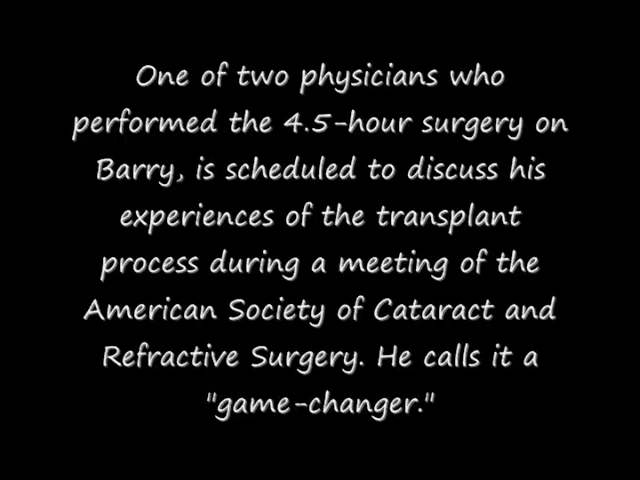 One of two physicians who
performed the 4.5-hour surgery on
Barry, is scheduled to discuss his
experiences of the transplant
process during a meeting of the
American Society of Cataract and
Refractive Surgery. He calls it a
"game-changer."